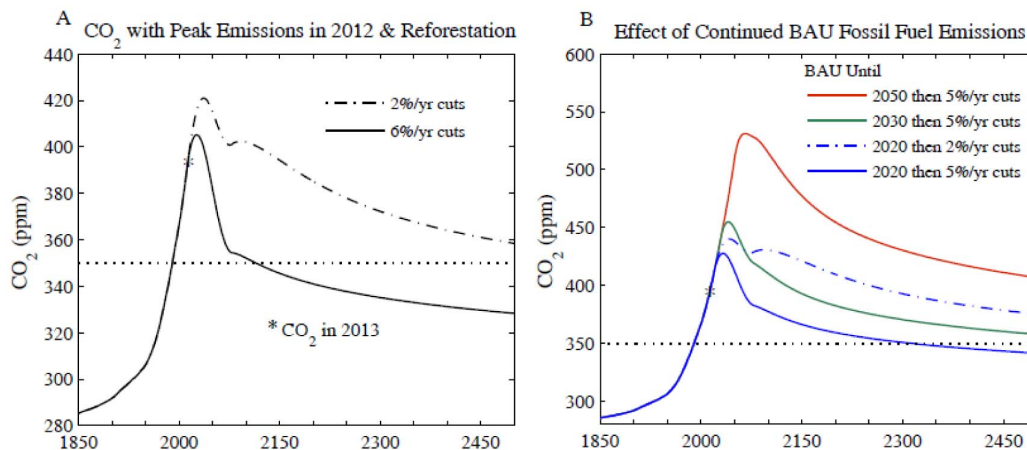 A
CO2 with Peak Emissions in 2012 & Reforestation
440
420
400
380
360
340
320
300
280
CO2 (ppm)
2%/yr cuts
6%/yr cuts
* CO2 in 2013
1850 2000 2150 2300 2450
B
Effect of Continued BAU Fossil Fuel Emissions
600
550
500
450
400
350
300
CO2 (ppm)
BAU Until
2050 then 5%/yr cuts
2030 then 5%/yr cuts
2020 then 2%/yr cuts
2020 then 5%/yr cuts
*
1850 2000 2150 2300 2450